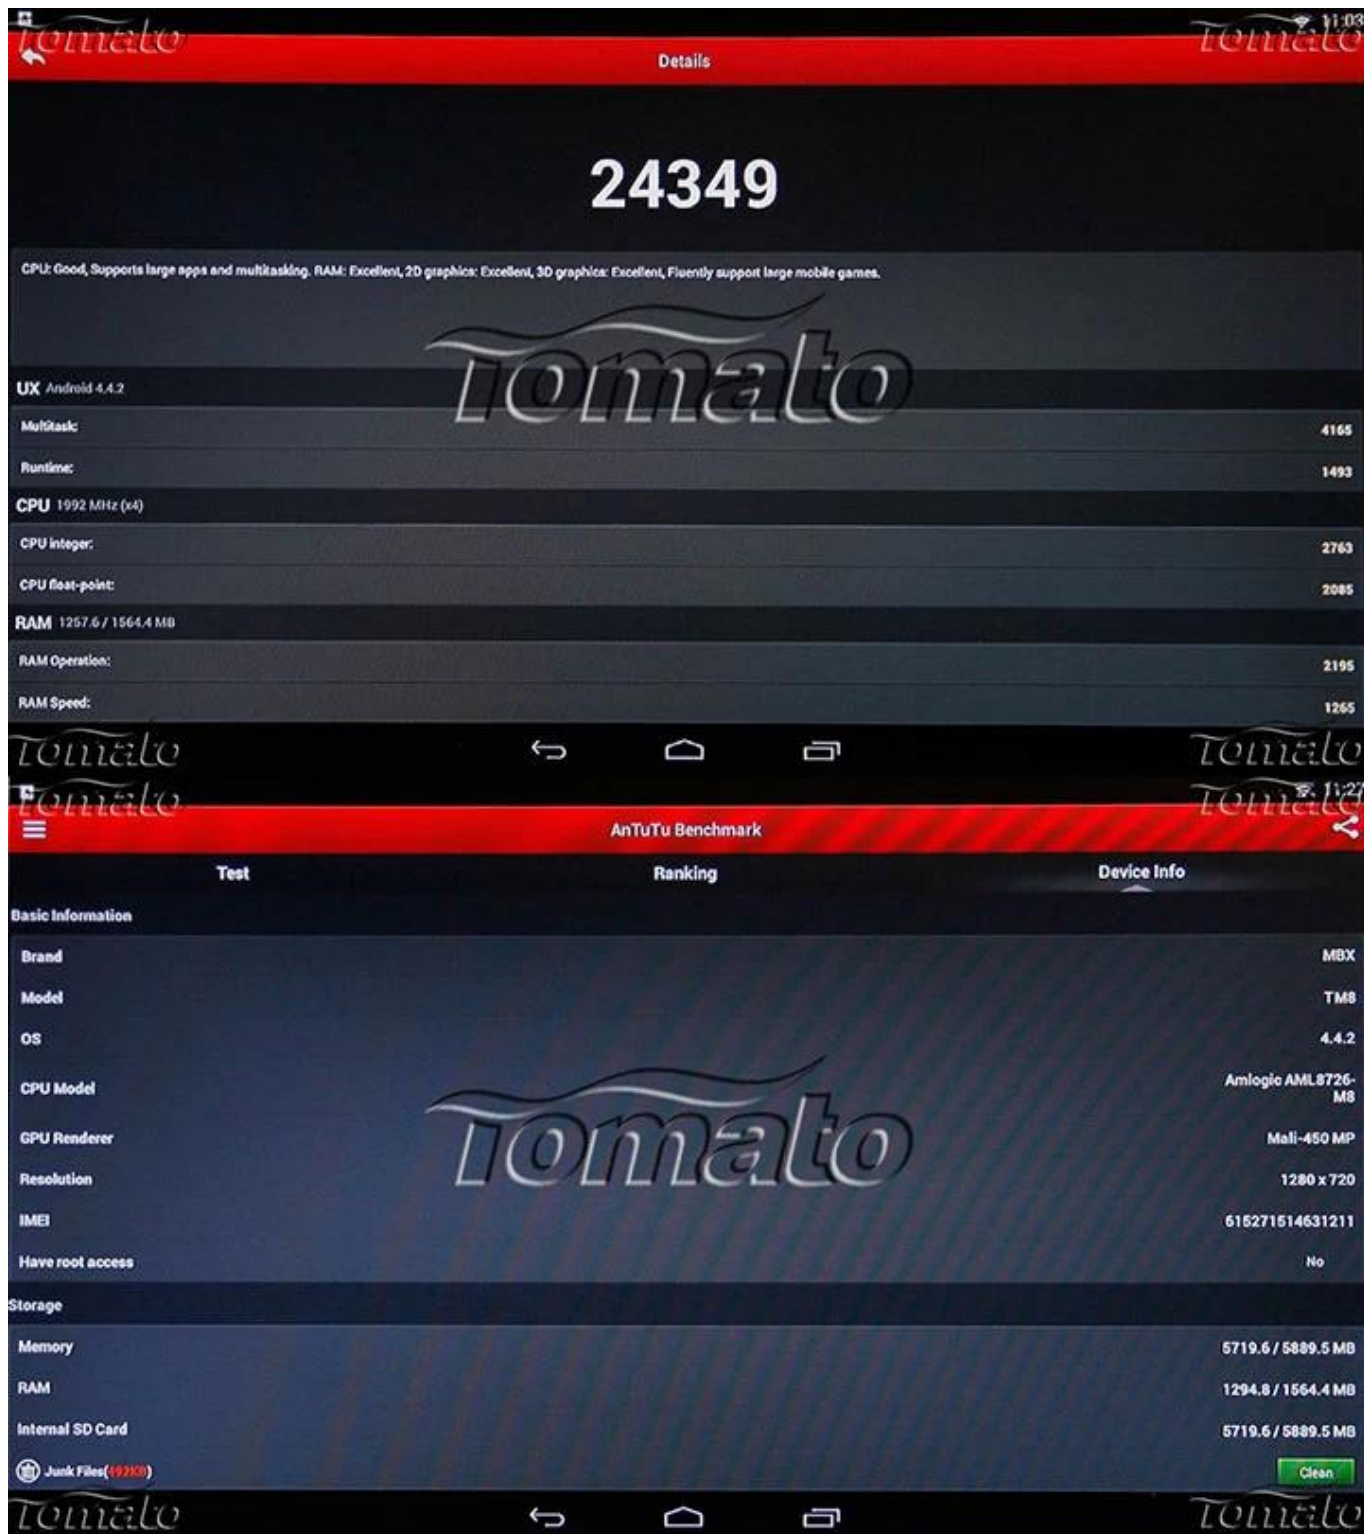 Tomato
11:03
Tomato
Details
24349
CPU: Good, Supports large apps and multitasking. RAM: Excellent, 2D graphics: Excellent, 3D graphics: Excellent, Fluently support large mobile games.
Tomato
UX Android 4.4.2
Multitask: 4165
Runtime: 1493
CPU 1992 MHz (x4)
CPU integer: 2763
CPU float-point: 2085
RAM 1257.6 / 1564.4 MB
RAM Operation: 2195
RAM Speed: 1265
Tomato Tomato
Tomato
11:27
Tomato
AnTuTu Benchmark
Test Ranking Device Info
Basic Information
Brand MBX
Model TM8
OS 4.4.2
CPU Model Amlogic AML8726-
M8
Tomato
GPU Renderer Mali-450 MP
Resolution 1280 x 720
IMEI 615271514631211
Have root access No
Storage
Memory 5719.6 / 5889.5 MB
RAM 1294.8 / 1564.4 MB
Internal SD Card 5719.6 / 5889.5 MB
Junk Files(492KB) Clean
Tomato Tomato